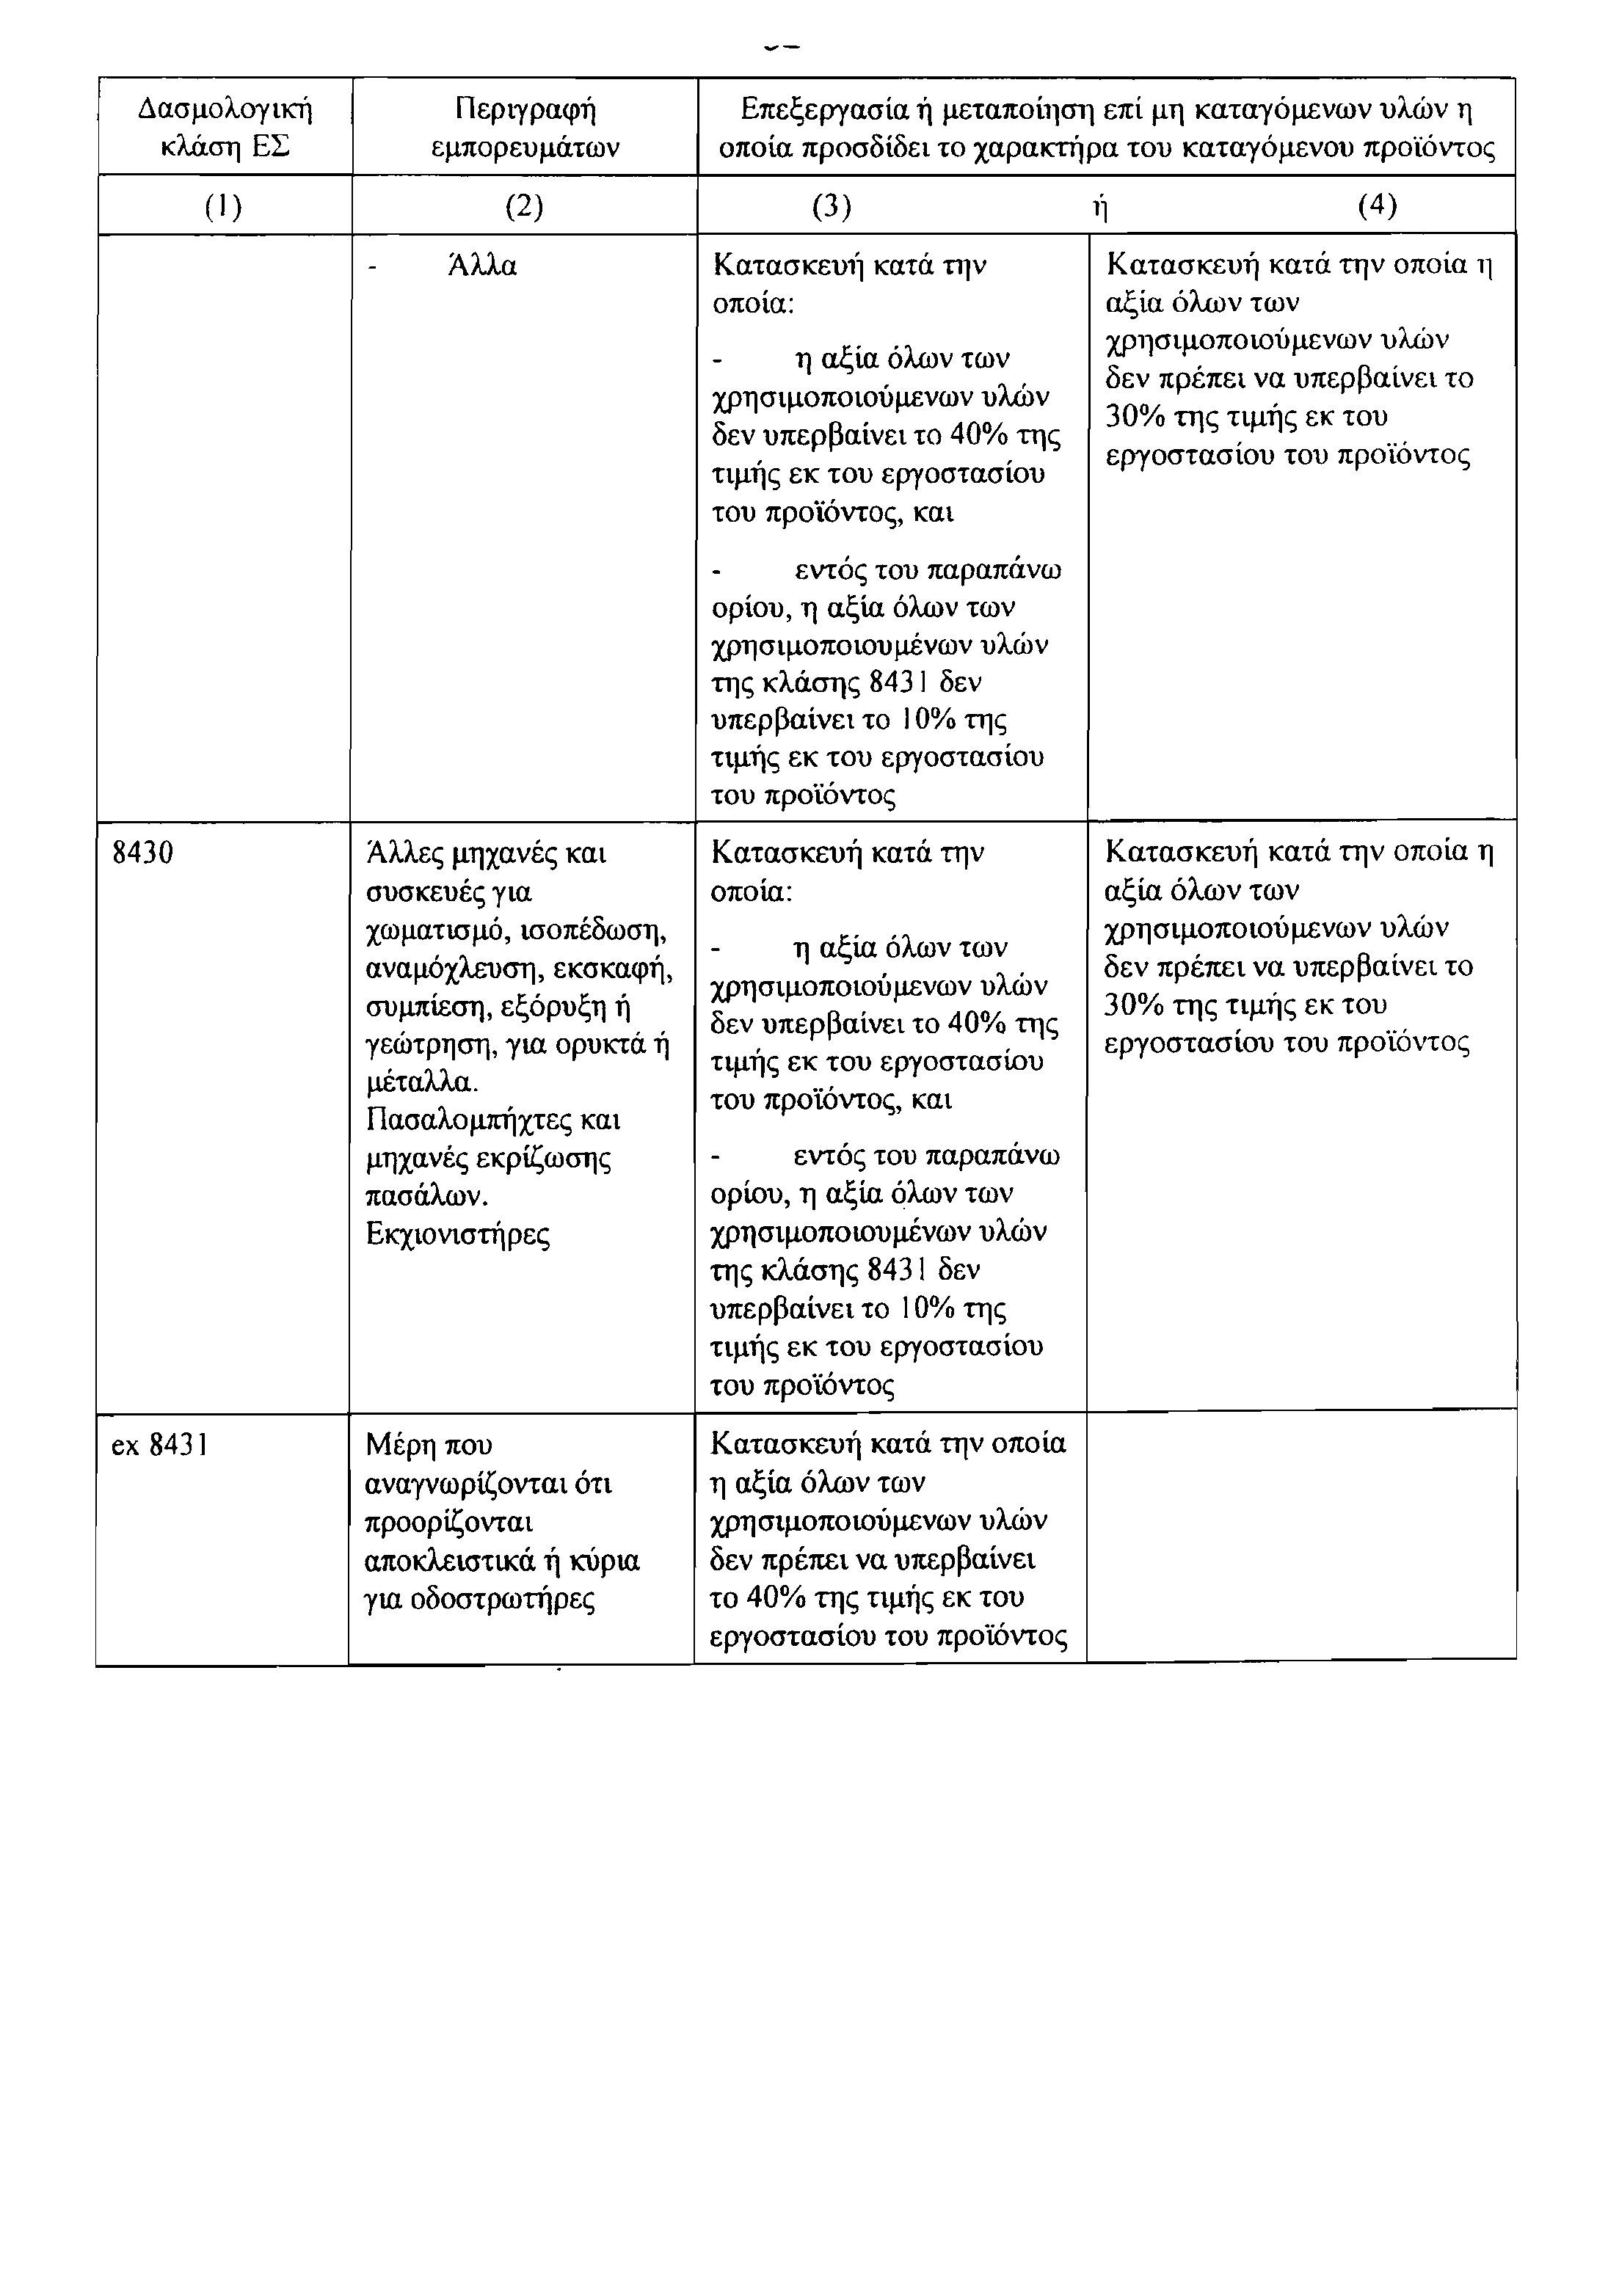 Δασμολογική
κλάση ΕΣ
Περιγραφή
εμπορευμάτων
Επεξεργασία ή μεταποίηση επί μη καταγόμενων υλών η
οποία προσδίδει το χαρακτήρα του καταγόμενου προϊόντος
(1)
(2)
(3) ή (4)
- Άλλα
Κατασκευή κατά την
οποία:
- η αξία όλων των
χρησιμοποιούμενων υλών
δεν υπερβαίνει το 40% της
τιμής εκ του εργοστασίου
του προϊόντος, και
- εντός του παραπάνω
ορίου, η αξία όλων των
χρησιμοποιουμένων υλών
της κλάσης 8431 δεν
υπερβαίνει το 10% της
τιμής εκ του εργοστασίου
του προϊόντος
Κατασκευή κατά την οποία η
αξία όλων των
χρησιμοποιούμενων υλών
δεν πρέπει να υπερβαίνει το
30% της τιμής εκ του
εργοστασίου του προϊόντος
8430
Άλλες μηχανές και
συσκευές για
χωματισμό, ισοπέδωση,
αναμόχλευση, εκσκαφή,
συμπίεση, εξόρυξη ή
γεώτρηση, για ορυκτά ή
μέταλλα.
Πασαλομπήχτες και
μηχανές εκρίζωσης
πασάλων.
Εκχιονιστήρες
Κατασκευή κατά την
οποία:
- η αξία όλων των
χρησιμοποιούμενων υλών
δεν υπερβαίνει το 40% της
τιμής εκ του εργοστασίου
του προϊόντος, και
- εντός του παραπάνω
ορίου, η αξία όλων των
χρησιμοποιουμένων υλών
της κλάσης 8431 δεν
υπερβαίνει το 10% της
τιμής εκ του εργοστασίου
του προϊόντος
Κατασκευή κατά την οποία η
αξία όλων των
χρησιμοποιούμενων υλών
δεν πρέπει να υπερβαίνει το
30% της τιμής εκ του
εργοστασίου του προϊόντος
ex 8431
Μέρη που
αναγνωρίζονται ότι
προορίζονται
αποκλειστικά ή κύρια
για οδοστρωτήρες
Κατασκευή κατά την οποία
η αξία όλων των
χρησιμοποιούμενων υλών
δεν πρέπει να υπερβαίνει
το 40% της τιμής εκ του
εργοστασίου του προϊόντος